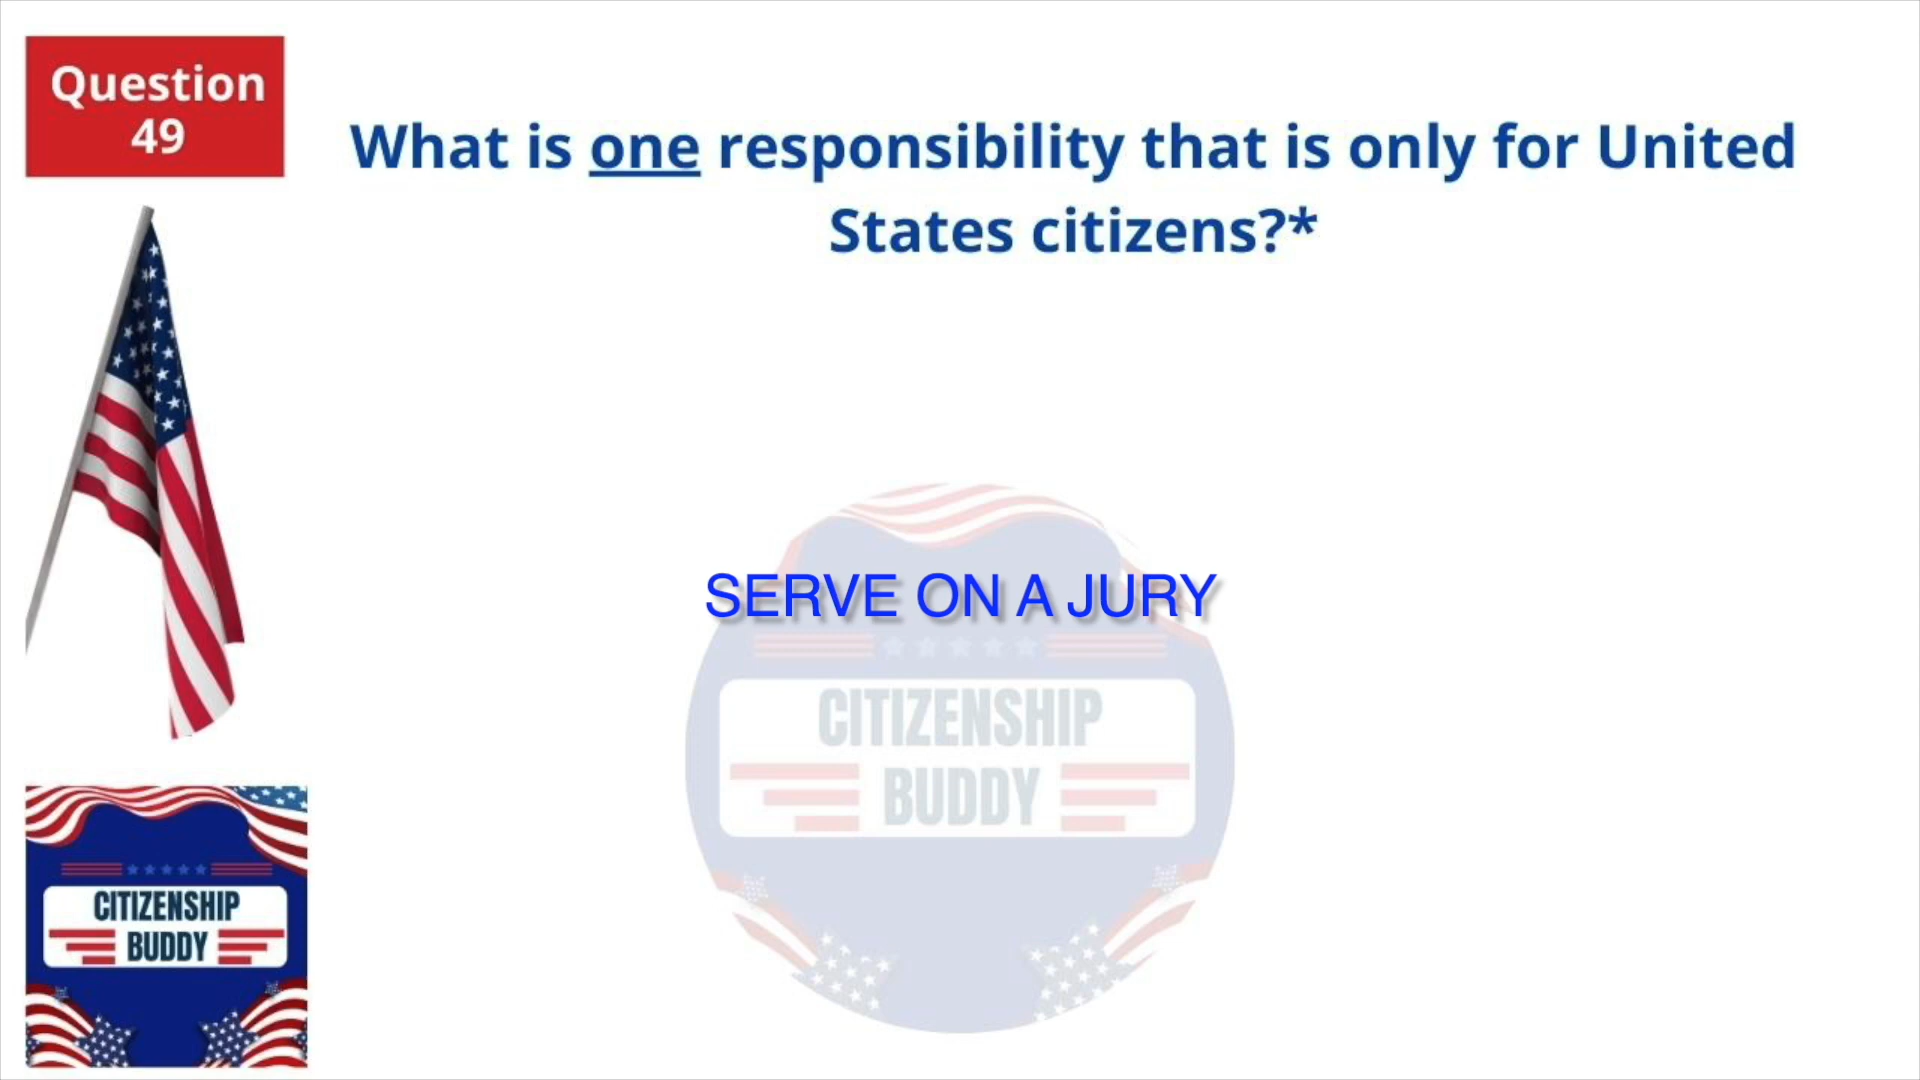 Question
49
What is one responsibility that is only for United
States citizens?*
SERVE ON A JURY
CITIZENSHIP
BUDDY
CITIZENSHIP
BUDDY